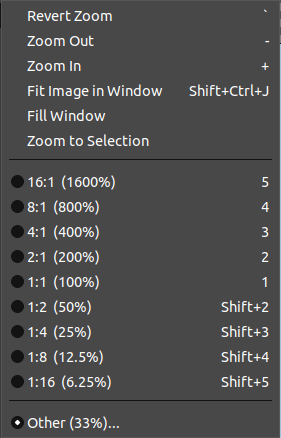 Revert Zoom `
Zoom Out -
Zoom In +
Fit Image in Window Shift+Ctrl+J
Fill Window
Zoom to Selection
16:1 (1600%) 5
8:1 (800%) 4
4:1 (400%) 3
2:1 (200%) 2
1:1 (100%) 1
1:2 (50%) Shift+2
1:4 (25%) Shift+3
1:8 (12.5%) Shift+4
1:16 (6.25%) Shift+5
Other (33%)...